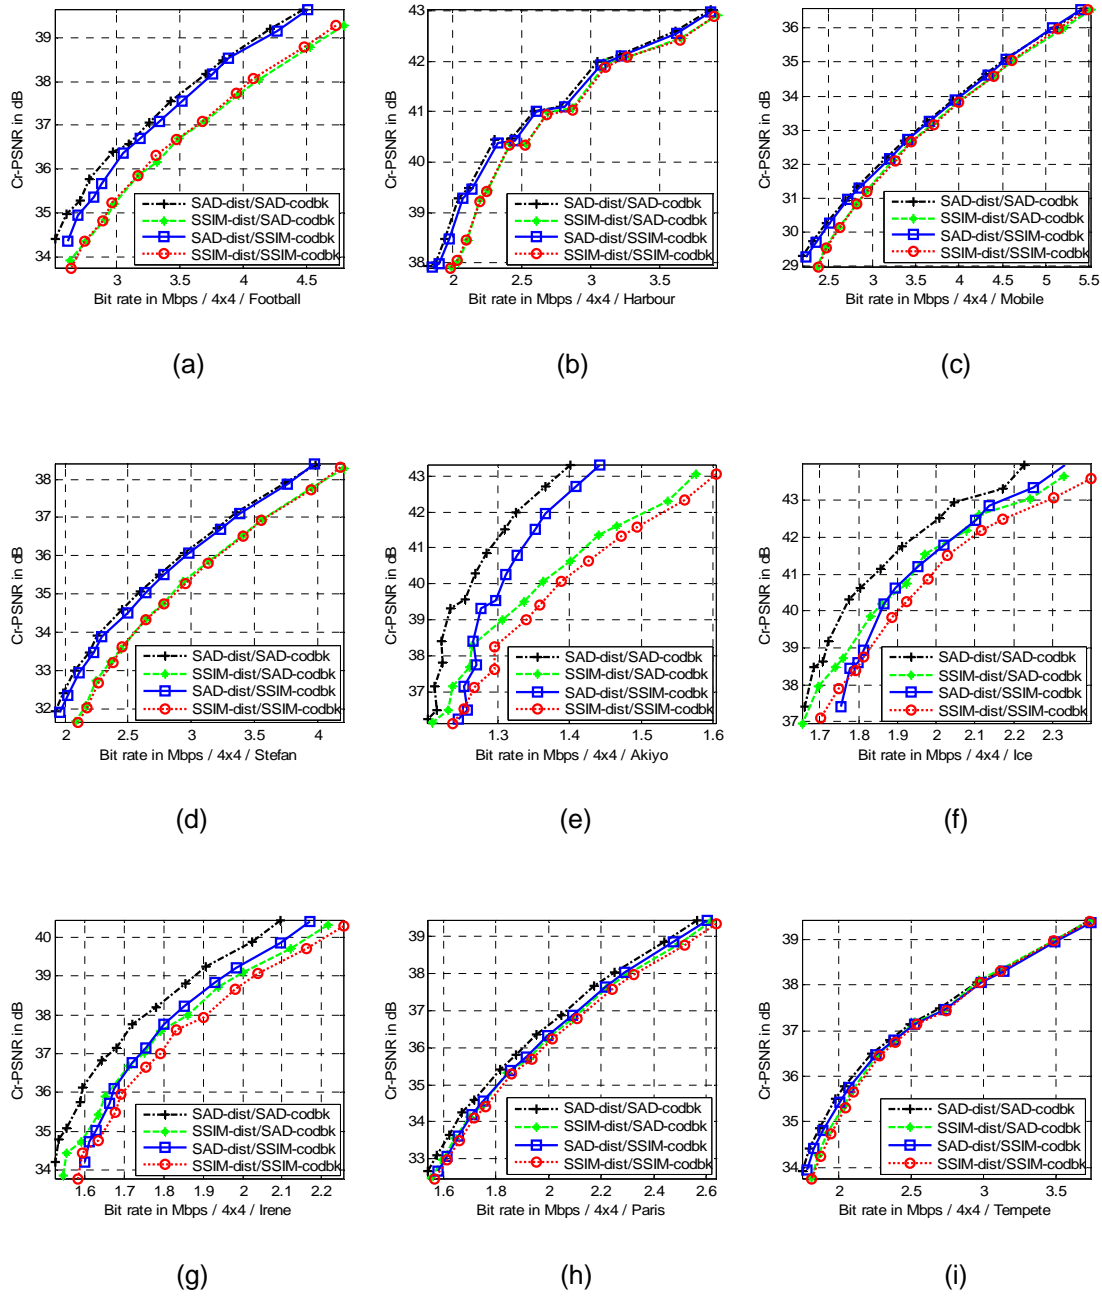 Cr-PSNR in dB
39
38
37
36
35
34
3
3.5
4
4.5
SAD-dist/SAD-codbk
SSIM-dist/SAD-codbk
SAD-dist/SSIM-codbk
SSIM-dist/SSIM-codbk
Bit rate in Mbps / 4x4 / Football
(a)
Cr-PSNR in dB
43
42
41
40
39
38
2
2.5
3
3.5
SAD-dist/SAD-codbk
SSIM-dist/SAD-codbk
SAD-dist/SSIM-codbk
SSIM-dist/SSIM-codbk
Bit rate in Mbps / 4x4 / Harbour
(b)
Cr-PSNR in dB
36
35
34
33
32
31
30
29
2.5
3
3.5
4
4.5
5
5.5
SAD-dist/SAD-codbk
SSIM-dist/SAD-codbk
SAD-dist/SSIM-codbk
SSIM-dist/SSIM-codbk
Bit rate in Mbps / 4x4 / Mobile
(c)
Cr-PSNR in dB
38
37
36
35
34
33
32
2
2.5
3
3.5
4
SAD-dist/SAD-codbk
SSIM-dist/SAD-codbk
SAD-dist/SSIM-codbk
SSIM-dist/SSIM-codbk
Bit rate in Mbps / 4x4 / Stefan
(d)
Cr-PSNR in dB
43
42
41
40
39
38
37
1.3
1.4
1.5
1.6
SAD-dist/SAD-codbk
SSIM-dist/SAD-codbk
SAD-dist/SSIM-codbk
SSIM-dist/SSIM-codbk
Bit rate in Mbps / 4x4 / Akiyo
(e)
Cr-PSNR in dB
43
42
41
40
39
38
37
1.7
1.8
1.9
2
2.1
2.2
2.3
SAD-dist/SAD-codbk
SSIM-dist/SAD-codbk
SAD-dist/SSIM-codbk
SSIM-dist/SSIM-codbk
Bit rate in Mbps / 4x4 / Ice
(f)
Cr-PSNR in dB
40
39
38
37
36
35
34
1.6
1.7
1.8
1.9
2
2.1
2.2
SAD-dist/SAD-codbk
SSIM-dist/SAD-codbk
SAD-dist/SSIM-codbk
SSIM-dist/SSIM-codbk
Bit rate in Mbps / 4x4 / Irene
(g)
Cr-PSNR in dB
39
38
37
36
35
34
33
1.6
1.8
2
2.2
2.4
2.6
SAD-dist/SAD-codbk
SSIM-dist/SAD-codbk
SAD-dist/SSIM-codbk
SSIM-dist/SSIM-codbk
Bit rate in Mbps / 4x4 / Paris
(h)
Cr-PSNR in dB
39
38
37
36
35
34
2
2.5
3
3.5
SAD-dist/SAD-codbk
SSIM-dist/SAD-codbk
SAD-dist/SSIM-codbk
SSIM-dist/SSIM-codbk
Bit rate in Mbps / 4x4 / Tempete
(i)